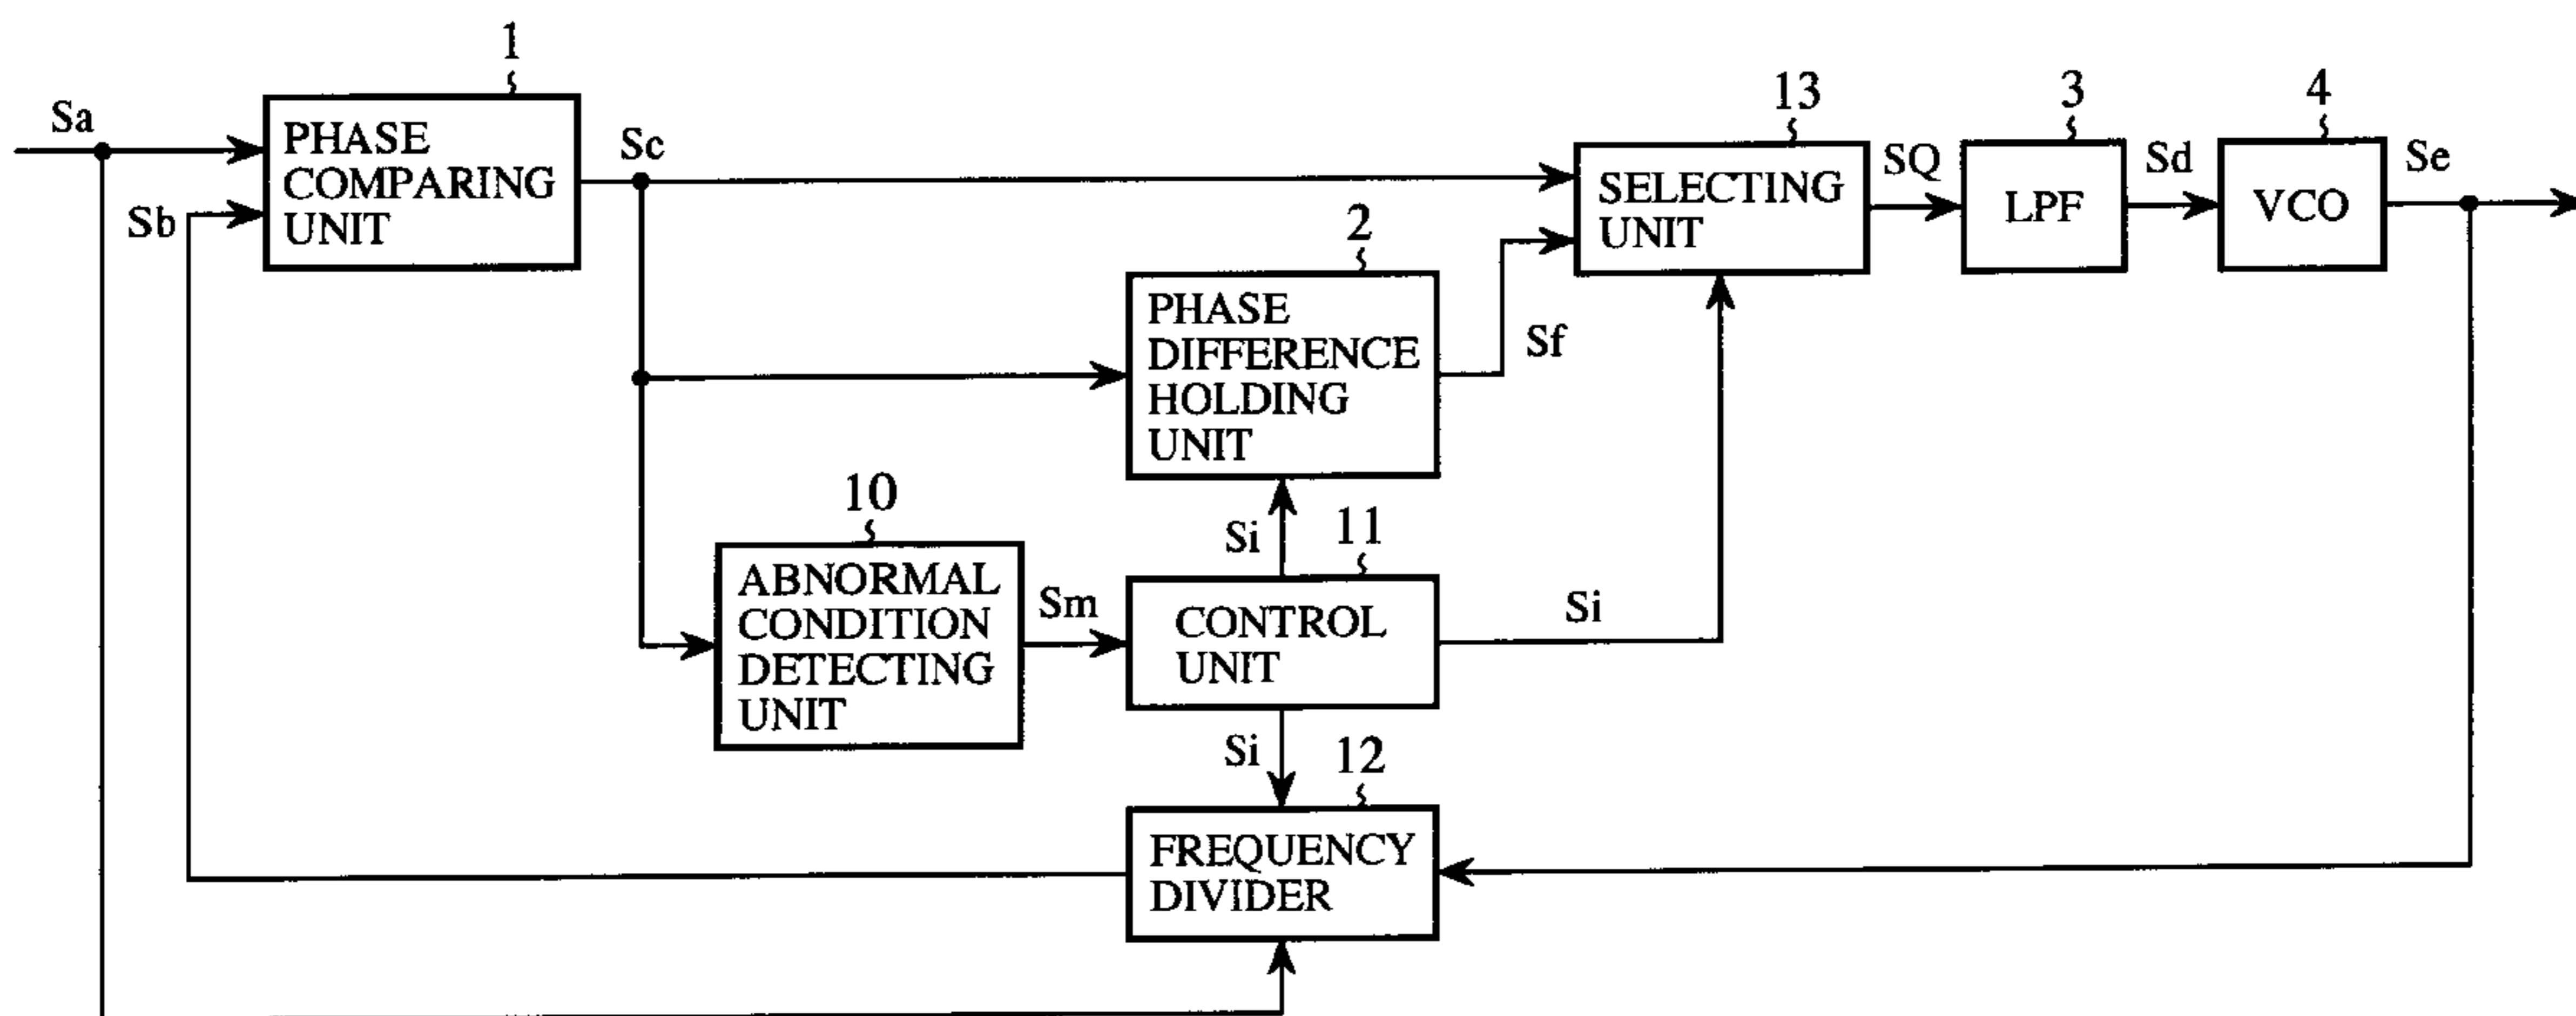 1
Sa
PHASE
COMPARING
UNIT
Sb
Sc
13
SELECTING
UNIT
SQ
3
LPF
Sd
4
VCO
Se
2
PHASE
DIFFERENCE
HOLDING
UNIT
Sf
10
ABNORMAL
CONDITION
DETECTING
UNIT
Sm
Si
11
CONTROL
UNIT
Si
Si
12
FREQUENCY
DIVIDER